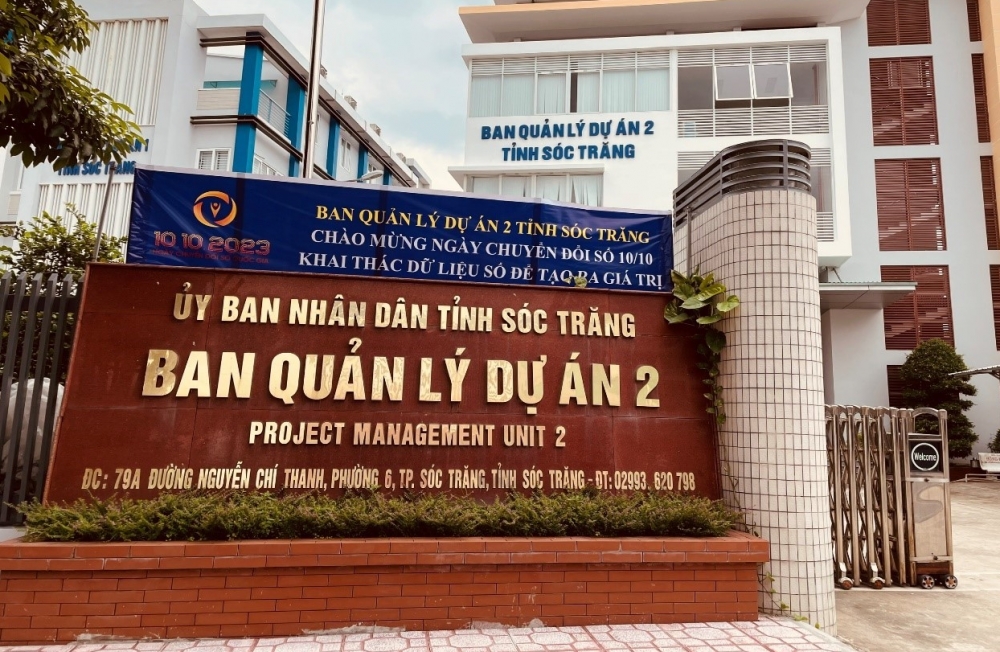 BAN QUẢN LÝ DỰ ÁN 2
TỈNH SÓC TRĂNG
TỈNH SÓC TRĂNG
10 10 2023
BAN QUẢN LÝ DỰ ÁN 2 TỈNH SÓC TRĂNG
CHÀO MỪNG NGÀY CHUYỂN ĐỔI SỐ 10/10
KHAI THÁC DỮ LIỆU SỐ ĐỂ TẠO RA GIÁ TRỊ
ỦY BAN NHÂN DÂN TỈNH SÓC TRĂNG
BAN QUẢN LÝ DỰ ÁN 2
PROJECT MANAGEMENT UNIT 2
ĐC: 79A ĐƯỜNG NGUYỄN CHÍ THANH, PHƯỜNG 6, TP. SÓC TRĂNG, TỈNH SÓC TRĂNG - ĐT: 02993. 620 798
Welcome